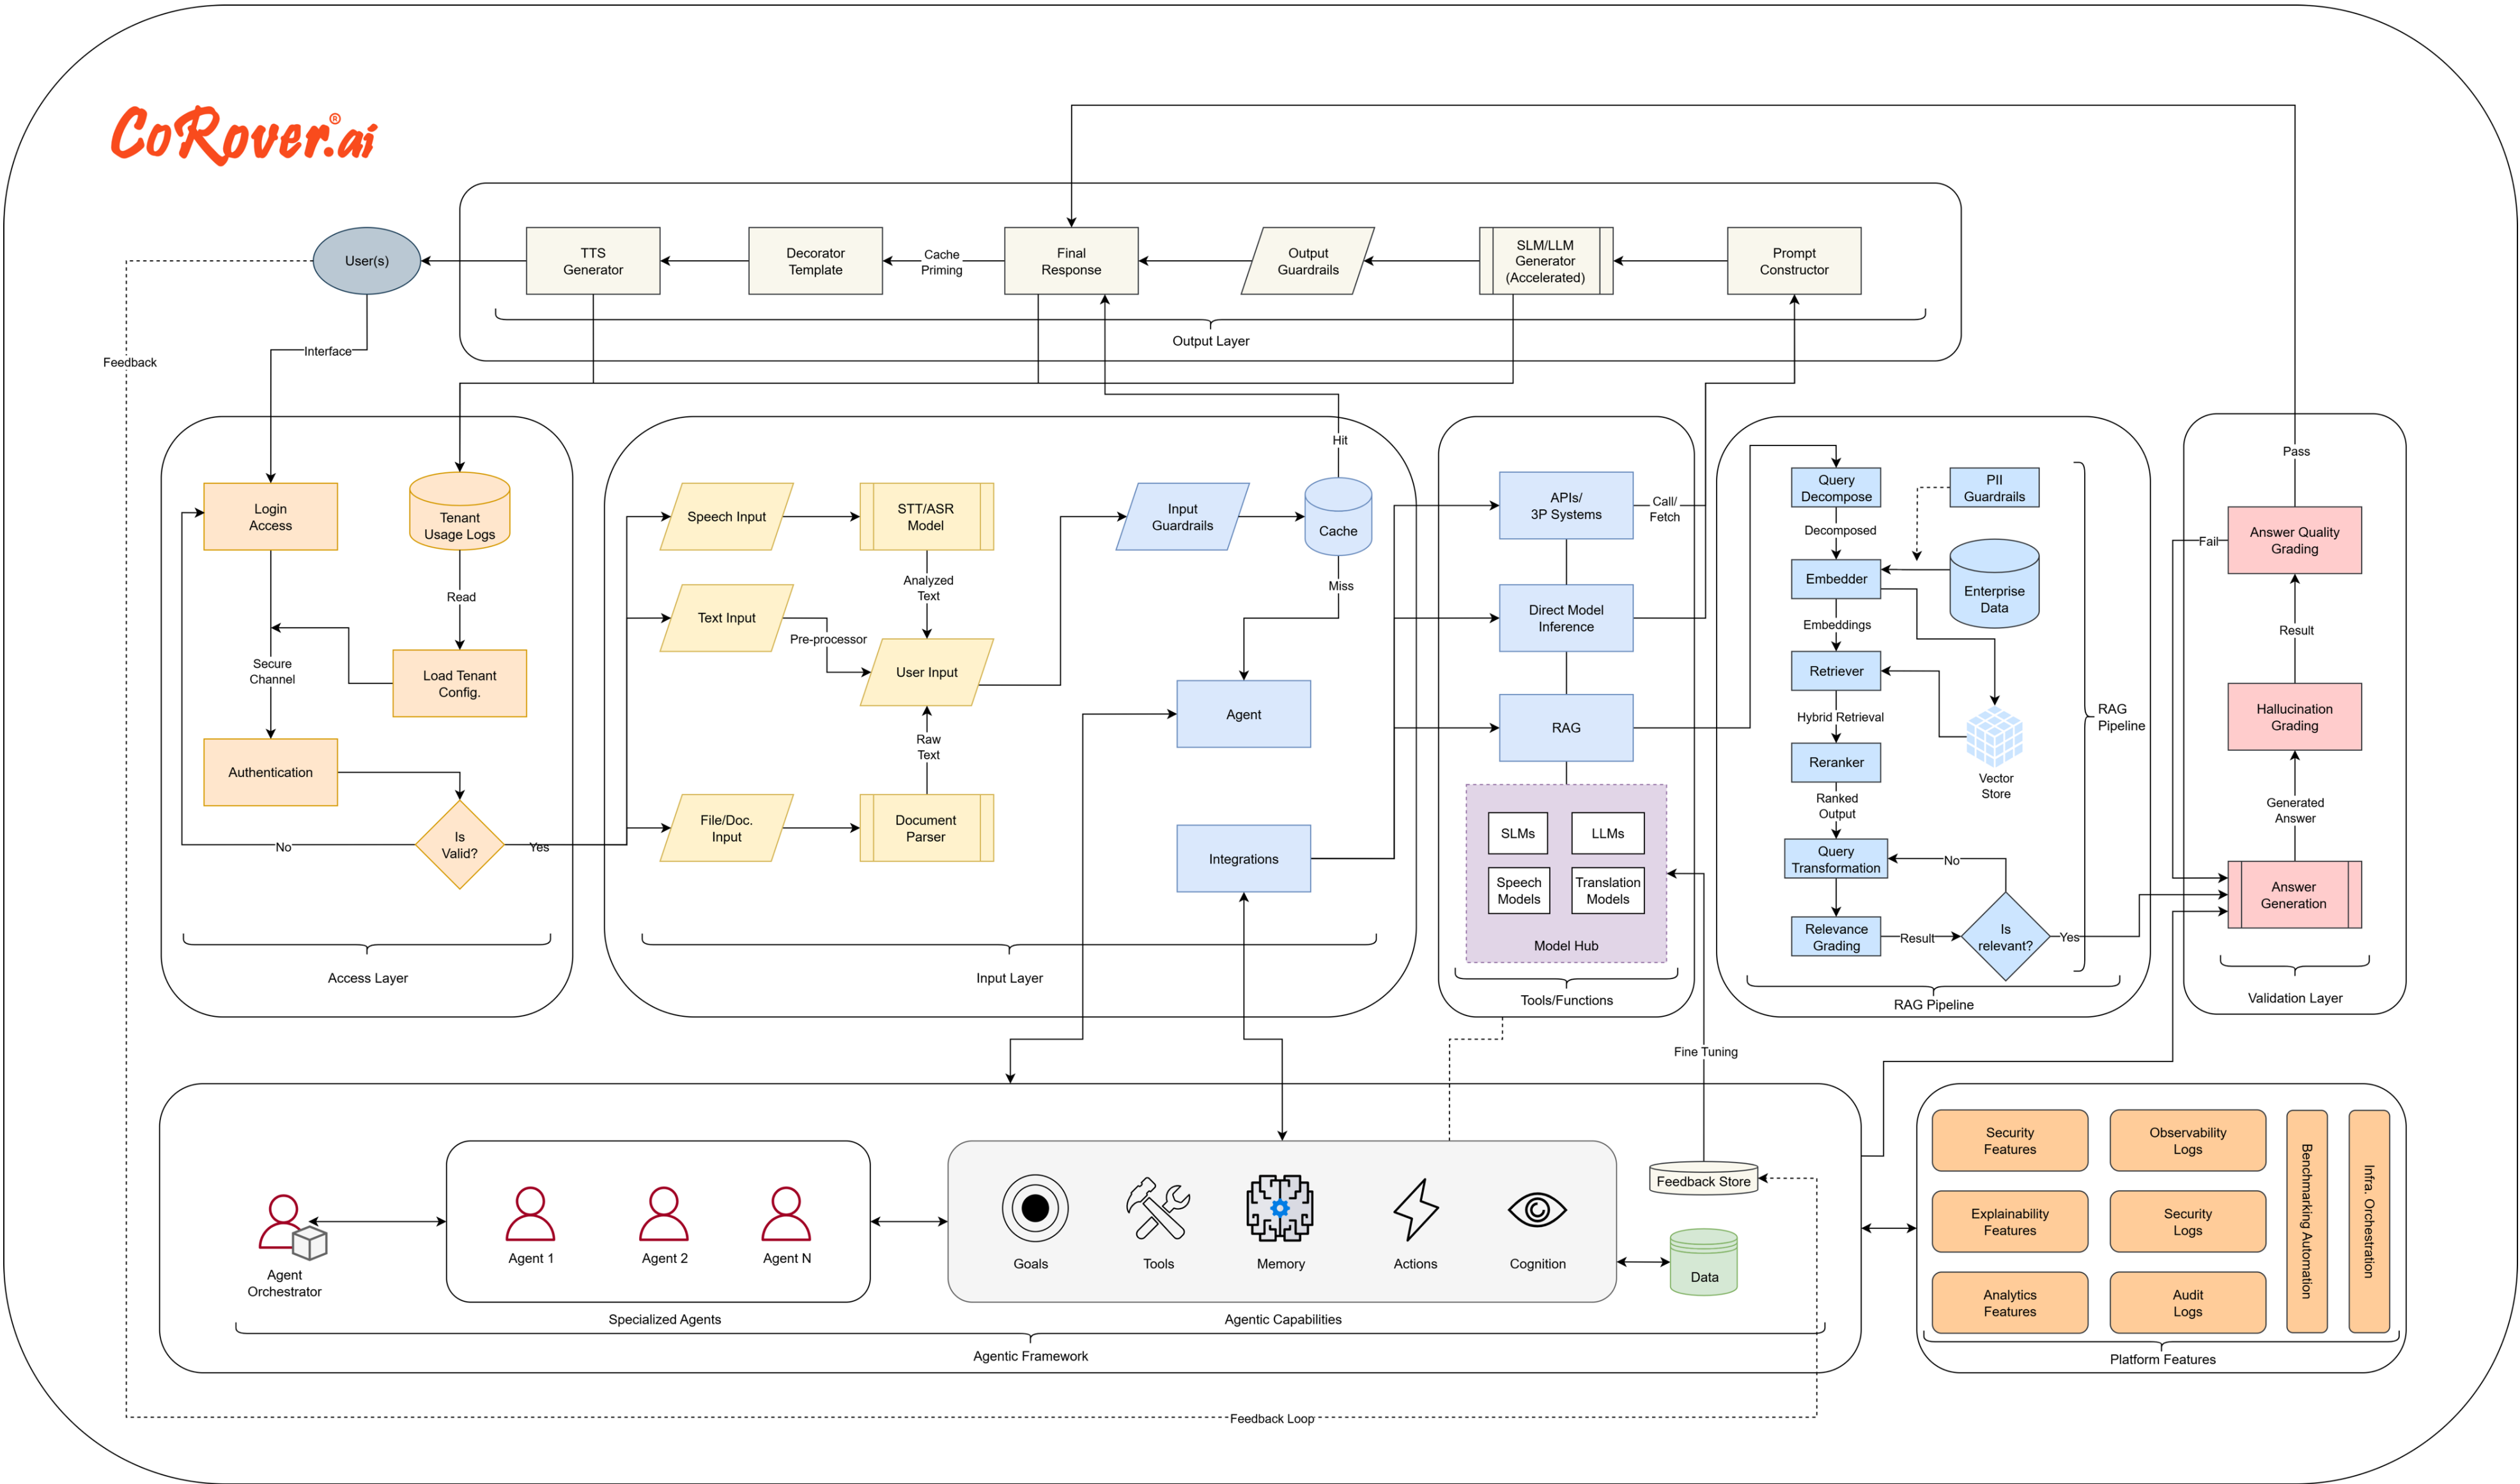 CoRover.ai®
User(s)
TTS
Generator
Decorator
Template
Cache
Priming
Final
Response
Output
Guardrails
SLM/LLM
Generator
(Accelerated)
Prompt
Constructor
Output Layer
Interface
Feedback
Login
Access
Tenant
Usage Logs
Read
Secure
Channel
Load Tenant
Config.
Authentication
Is
Valid?
No
Yes
Access Layer
Speech Input
STT/ASR
Model
Analyzed
Text
Text Input
Pre-processor
User Input
Raw
Text
File/Doc.
Input
Document
Parser
Input
Guardrails
Hit
Cache
Miss
Agent
Integrations
Input Layer
APIs/
3P Systems
Call/
Fetch
Direct Model
Inference
RAG
SLMs
LLMs
Speech
Models
Translation
Models
Model Hub
Tools/Functions
Query
Decompose
PII
Guardrails
Decomposed
Embedder
Enterprise
Data
Embeddings
Retriever
Hybrid Retrieval
Vector
Store
Reranker
Ranked
Output
Query
Transformation
No
Relevance
Grading
Result
Is
relevant?
Yes
RAG
Pipeline
RAG Pipeline
Pass
Answer Quality
Grading
Fail
Result
Hallucination
Grading
Generated
Answer
Answer
Generation
Validation Layer
Fine Tuning
Agent
Orchestrator
Agent 1
Agent 2
Agent N
Specialized Agents
Goals
Tools
Memory
Actions
Cognition
Agentic Capabilities
Feedback Store
Data
Agentic Framework
Security
Features
Observability
Logs
Explainability
Features
Security
Logs
Analytics
Features
Audit
Logs
Benchmarking Automation
Infra. Orchestration
Platform Features
Feedback Loop